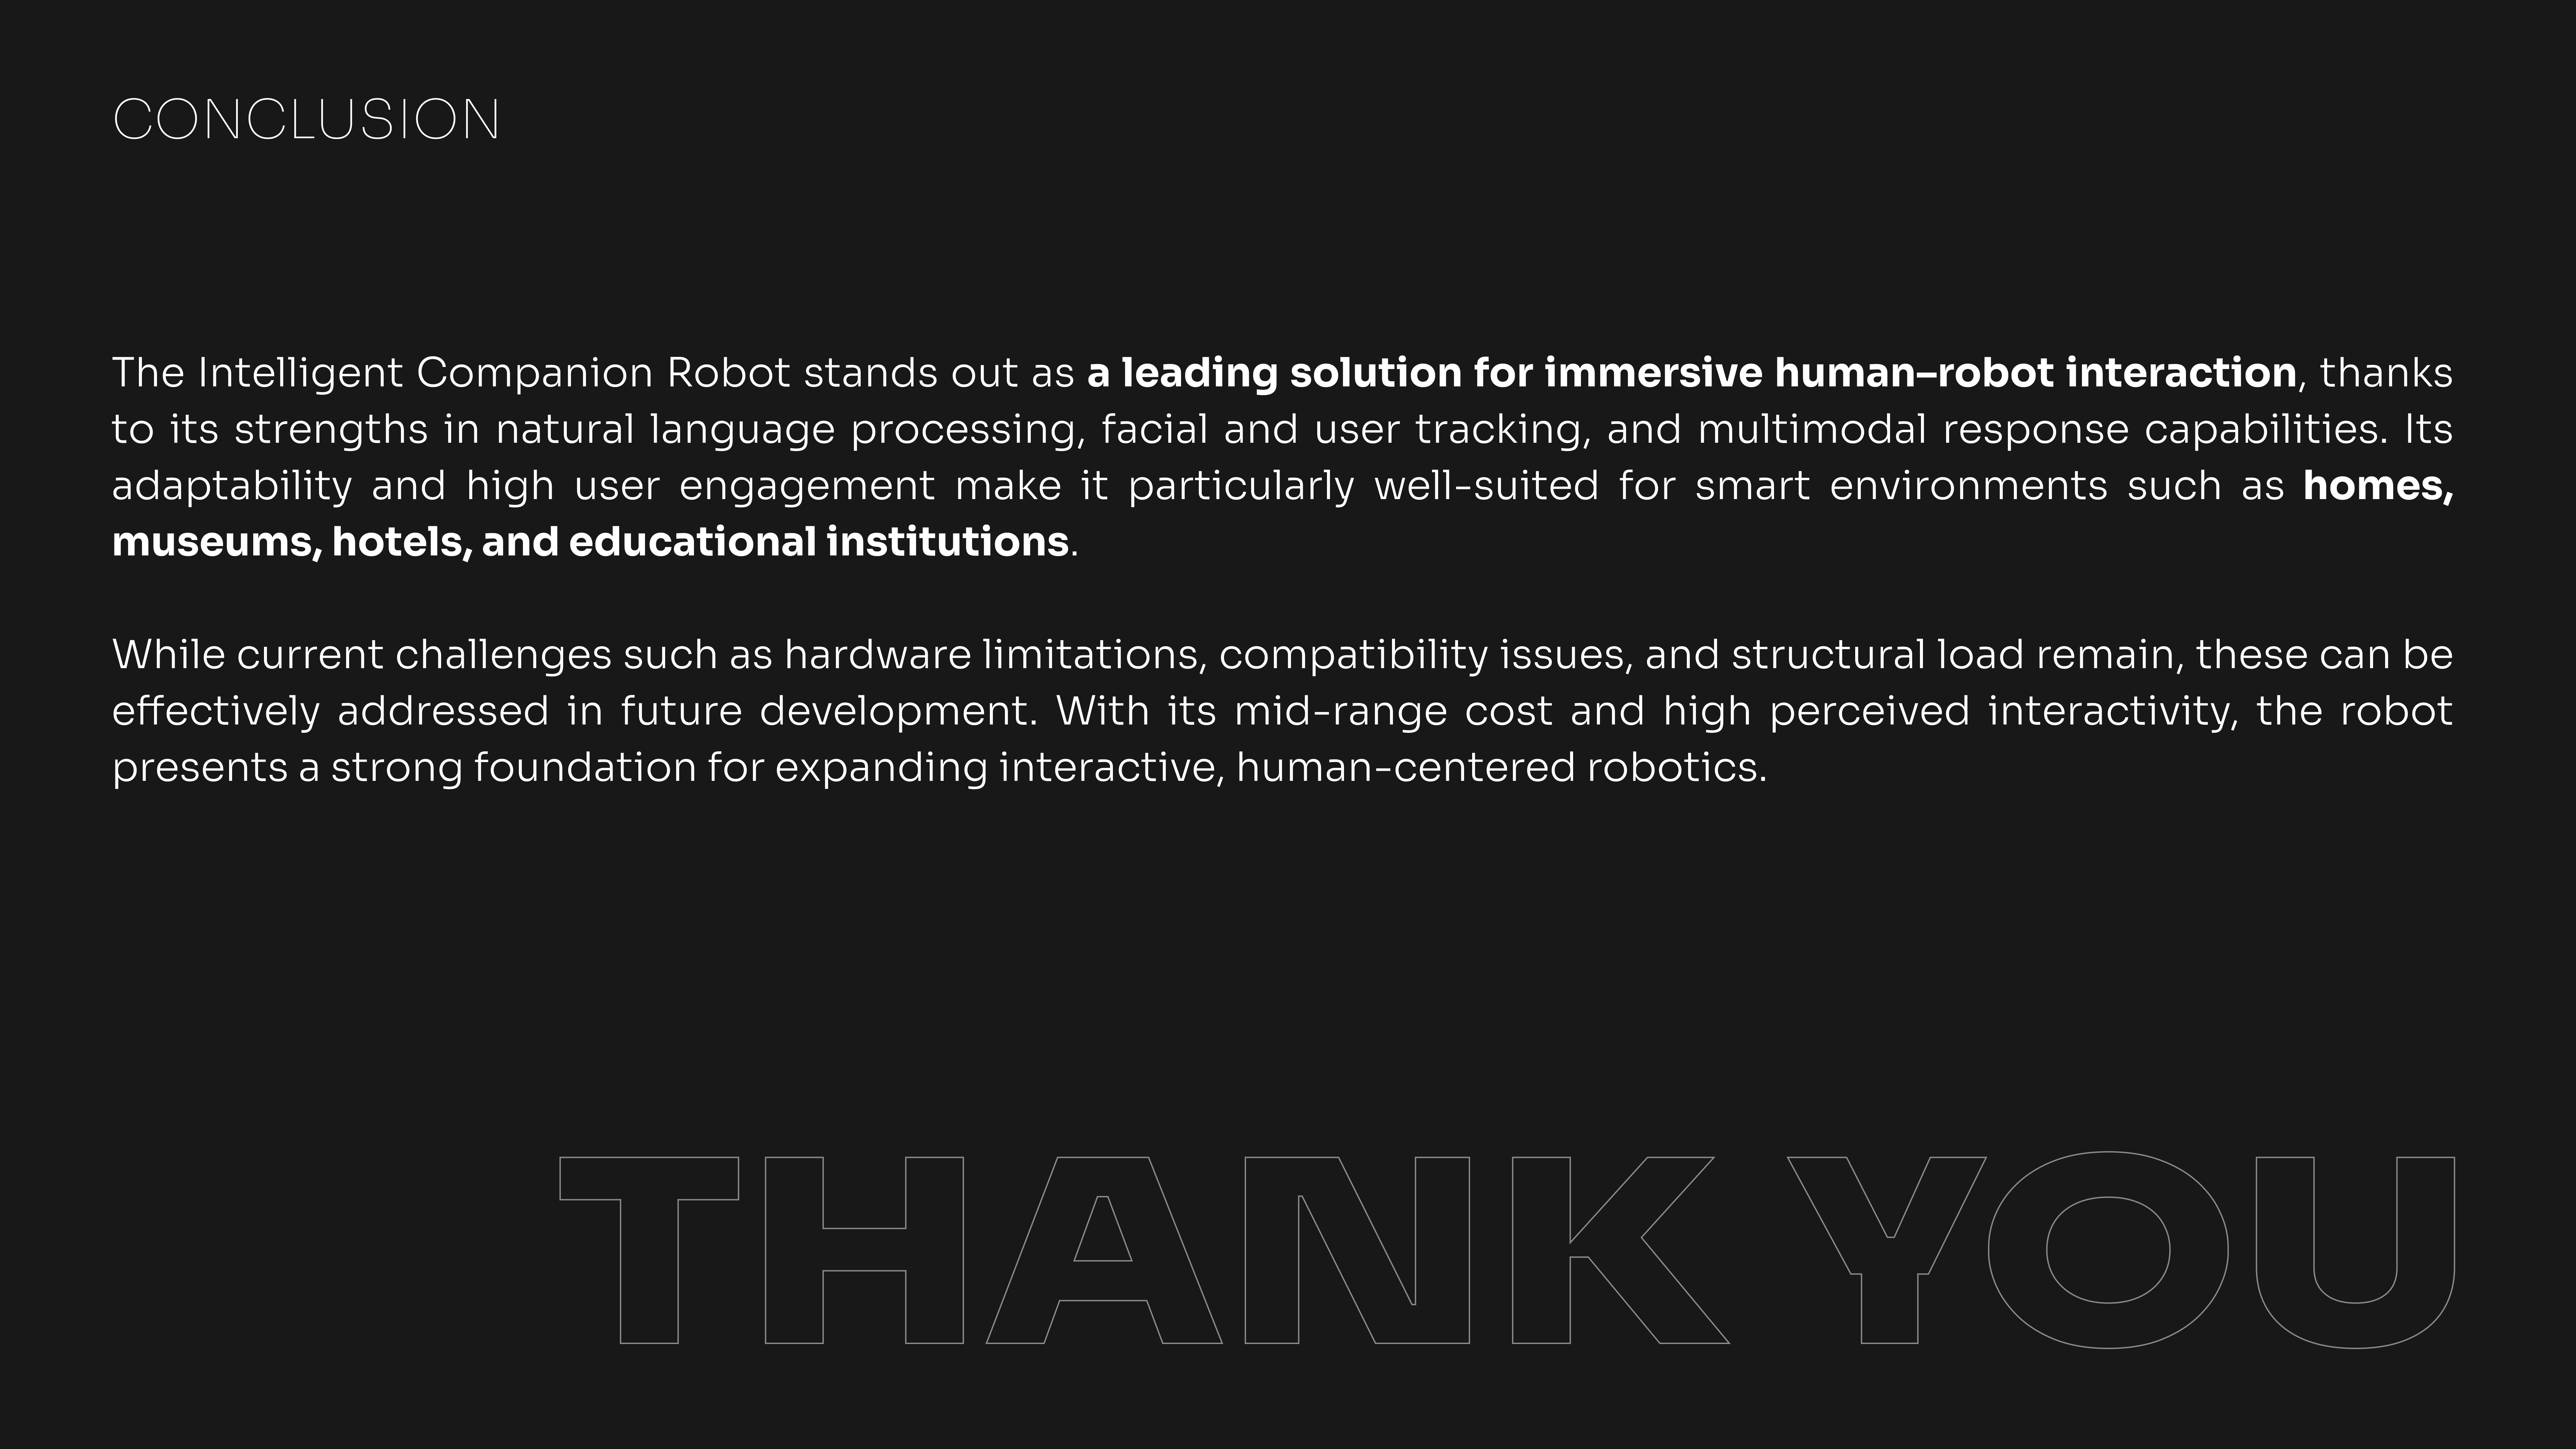 CONCLUSION
The Intelligent Companion Robot stands out as a leading solution for immersive human–robot interaction, thanks
to its strengths in natural language processing, facial and user tracking, and multimodal response capabilities. Its
adaptability and high user engagement make it particularly well-suited for smart environments such as homes,
museums, hotels, and educational institutions.
While current challenges such as hardware limitations, compatibility issues, and structural load remain, these can be
effectively addressed in future development. With its mid-range cost and high perceived interactivity, the robot
presents a strong foundation for expanding interactive, human-centered robotics.
THANK YOU